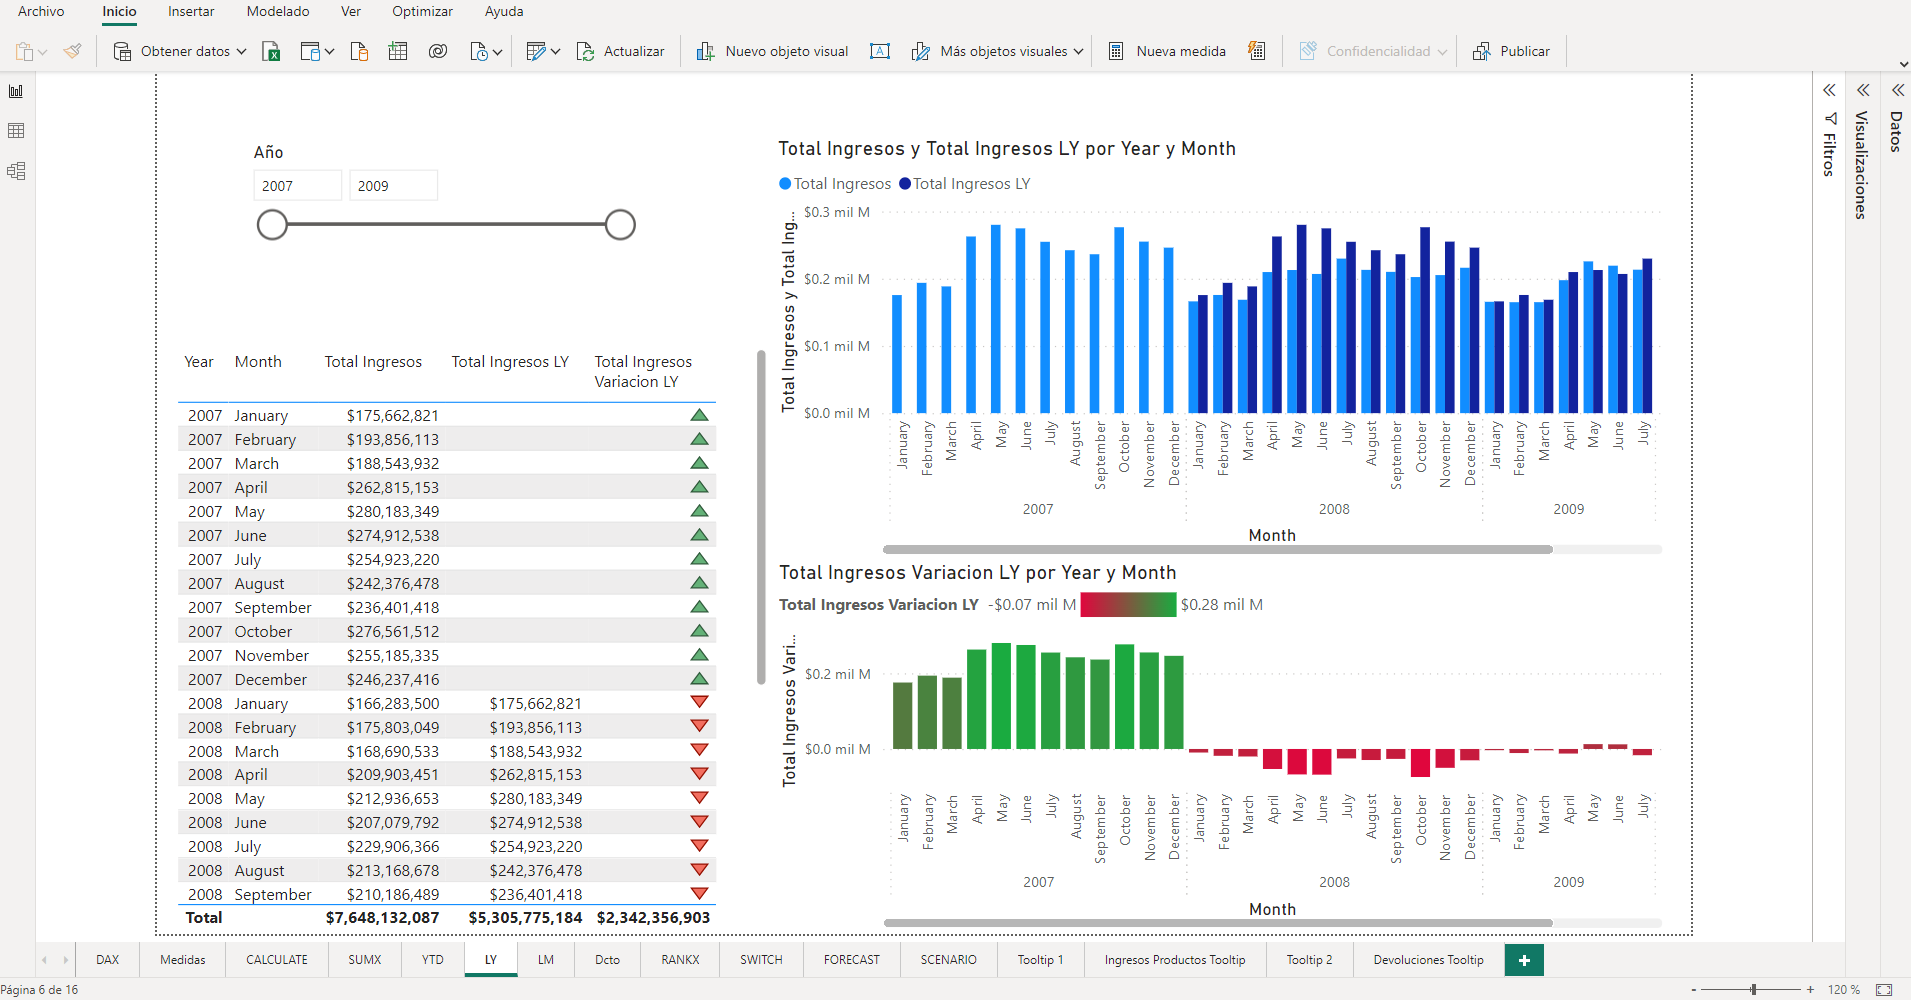 Archivo Inicio Insertar Modelado Ver Optimizar Ayuda
Obtener datos Actualizar Nuevo objeto visual A Más objetos visuales Nueva medida Confidencialidad Publicar
Año
2007 2009
Year Month Total Ingresos Total Ingresos LY Total Ingresos Variacion LY
2007 January $175,662,821
2007 February $193,856,113
2007 March $188,543,932
2007 April $262,815,153
2007 May $280,183,349
2007 June $274,912,538
2007 July $254,923,220
2007 August $242,376,478
2007 September $236,401,418
2007 October $276,561,512
2007 November $255,185,335
2007 December $246,237,416
2008 January $166,283,500 $175,662,821
2008 February $175,803,049 $193,856,113
2008 March $168,690,533 $188,543,932
2008 April $209,903,451 $262,815,153
2008 May $212,936,653 $280,183,349
2008 June $207,079,792 $274,912,538
2008 July $229,906,366 $254,923,220
2008 August $213,168,678 $242,376,478
2008 September $210,186,489 $236,401,418
Total $7,648,132,087 $5,305,775,184 $2,342,356,903
Total Ingresos y Total Ingresos LY por Year y Month
Total Ingresos Total Ingresos LY
Total Ingresos y Total Ing...
$0.3 mil M
$0.2 mil M
$0.1 mil M
$0.0 mil M
January February March April May June July August September October November December January February March April May June July August September October November December January February March April May June July
2007 2008 2009
Month
Total Ingresos Variacion LY por Year y Month
Total Ingresos Variacion LY -$0.07 mil M $0.28 mil M
Total Ingresos Vari...
$0.2 mil M
$0.0 mil M
January February March April May June July August September October November December January February March April May June July August September October November December January February March April May June July
2007 2008 2009
Month
Filtros
Visualizaciones
Datos
DAX Medidas CALCULATE SUMX YTD LY LM Dcto RANKX SWITCH FORECAST SCENARIO Tooltip 1 Ingresos Productos Tooltip Tooltip 2 Devoluciones Tooltip +
Página 6 de 16 - + 120 %